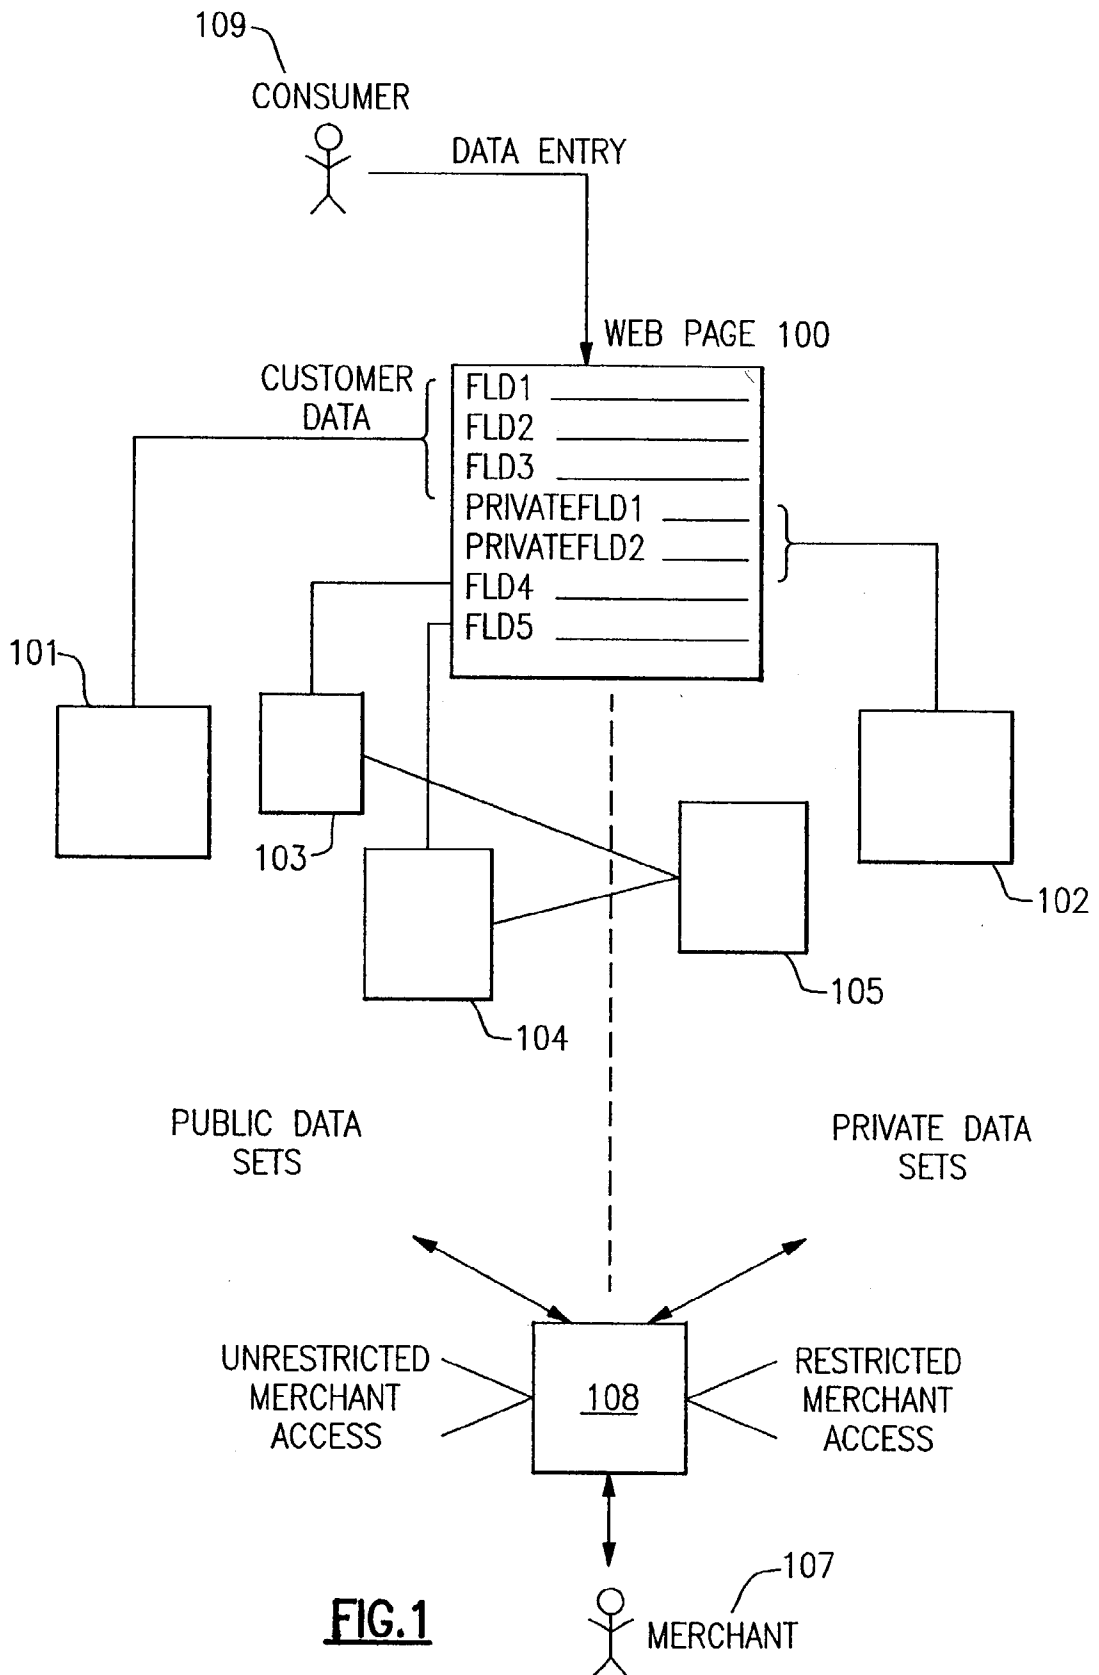 109
CONSUMER
DATA ENTRY
WEB PAGE 100
CUSTOMER
DATA
FLD1
FLD2
FLD3
PRIVATEFLD1
PRIVATEFLD2
FLD4
FLD5
101
103
102
105
104
PUBLIC DATA
SETS
PRIVATE DATA
SETS
UNRESTRICTED
MERCHANT
ACCESS
108
RESTRICTED
MERCHANT
ACCESS
107
MERCHANT
FIG.1